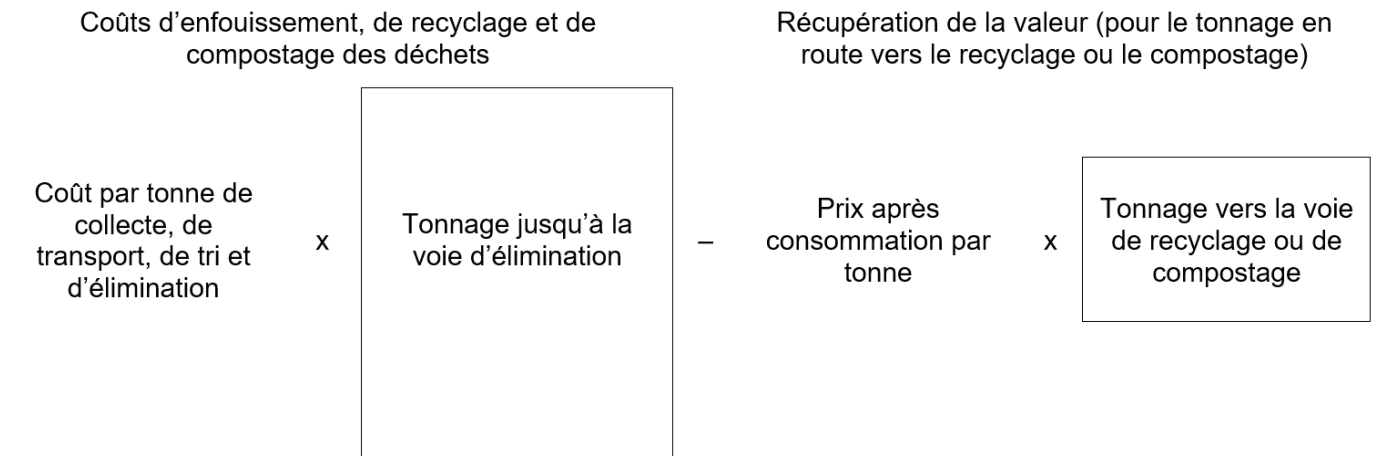 Coûts d’enfouissement, de recyclage et de
compostage des déchets
Récupération de la valeur (pour le tonnage en
route vers le recyclage ou le compostage)
Coût par tonne de
collecte, de
transport, de tri et
d’élimination
x
Tonnage jusqu’à la
voie d’élimination
–
Prix après
consommation par
tonne
x
Tonnage vers la voie
de recyclage ou de
compostage